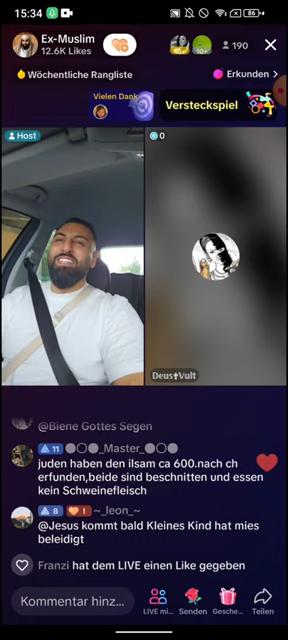 15:34
86
Ex-Muslim
12.6K Likes
190
Wöchentliche Rangliste
Erkunden >
Vielen Dank
Versteckspiel
Host
0
Deus✝Vult
@Biene Gottes Segen
11 ●○●_Master_●○●
juden haben den ilsam ca 600.nach ch
erfunden,beide sind beschnitten und essen
kein Schweinefleisch
8 1 ~_leon_~
@Jesus kommt bald Kleines Kind hat mies
beleidigt
Franzi hat dem LIVE einen Like gegeben
Kommentar hinz...
LIVE mi... Senden Gesche... Teilen